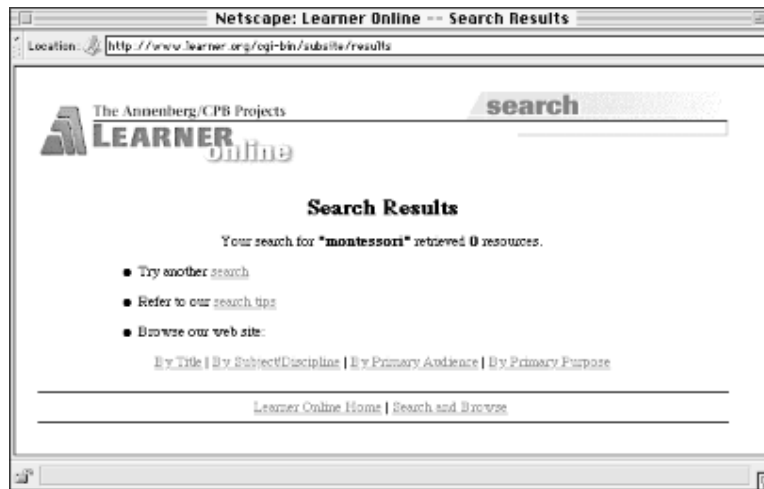 Netscape: Learner Online -- Search Results
Location: http://www.learner.org/cgi-bin/subsite/results
The Annenberg/CPB Projects
search
LEARNER
online
Search Results
Your search for "montessori" retrieved 0 resources.
• Try another search
• Refer to our search tips
• Browse our web site:
By Title | By Subject/Discipline | By Primary Audience | By Primary Purpose
Learner Online Home | Search and Browse